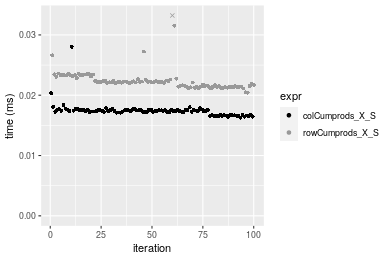 0.03
0.02
0.01
0.00
time (ms)
0
25
50
75
100
iteration
expr
colCumprods_X_S
rowCumprods_X_S